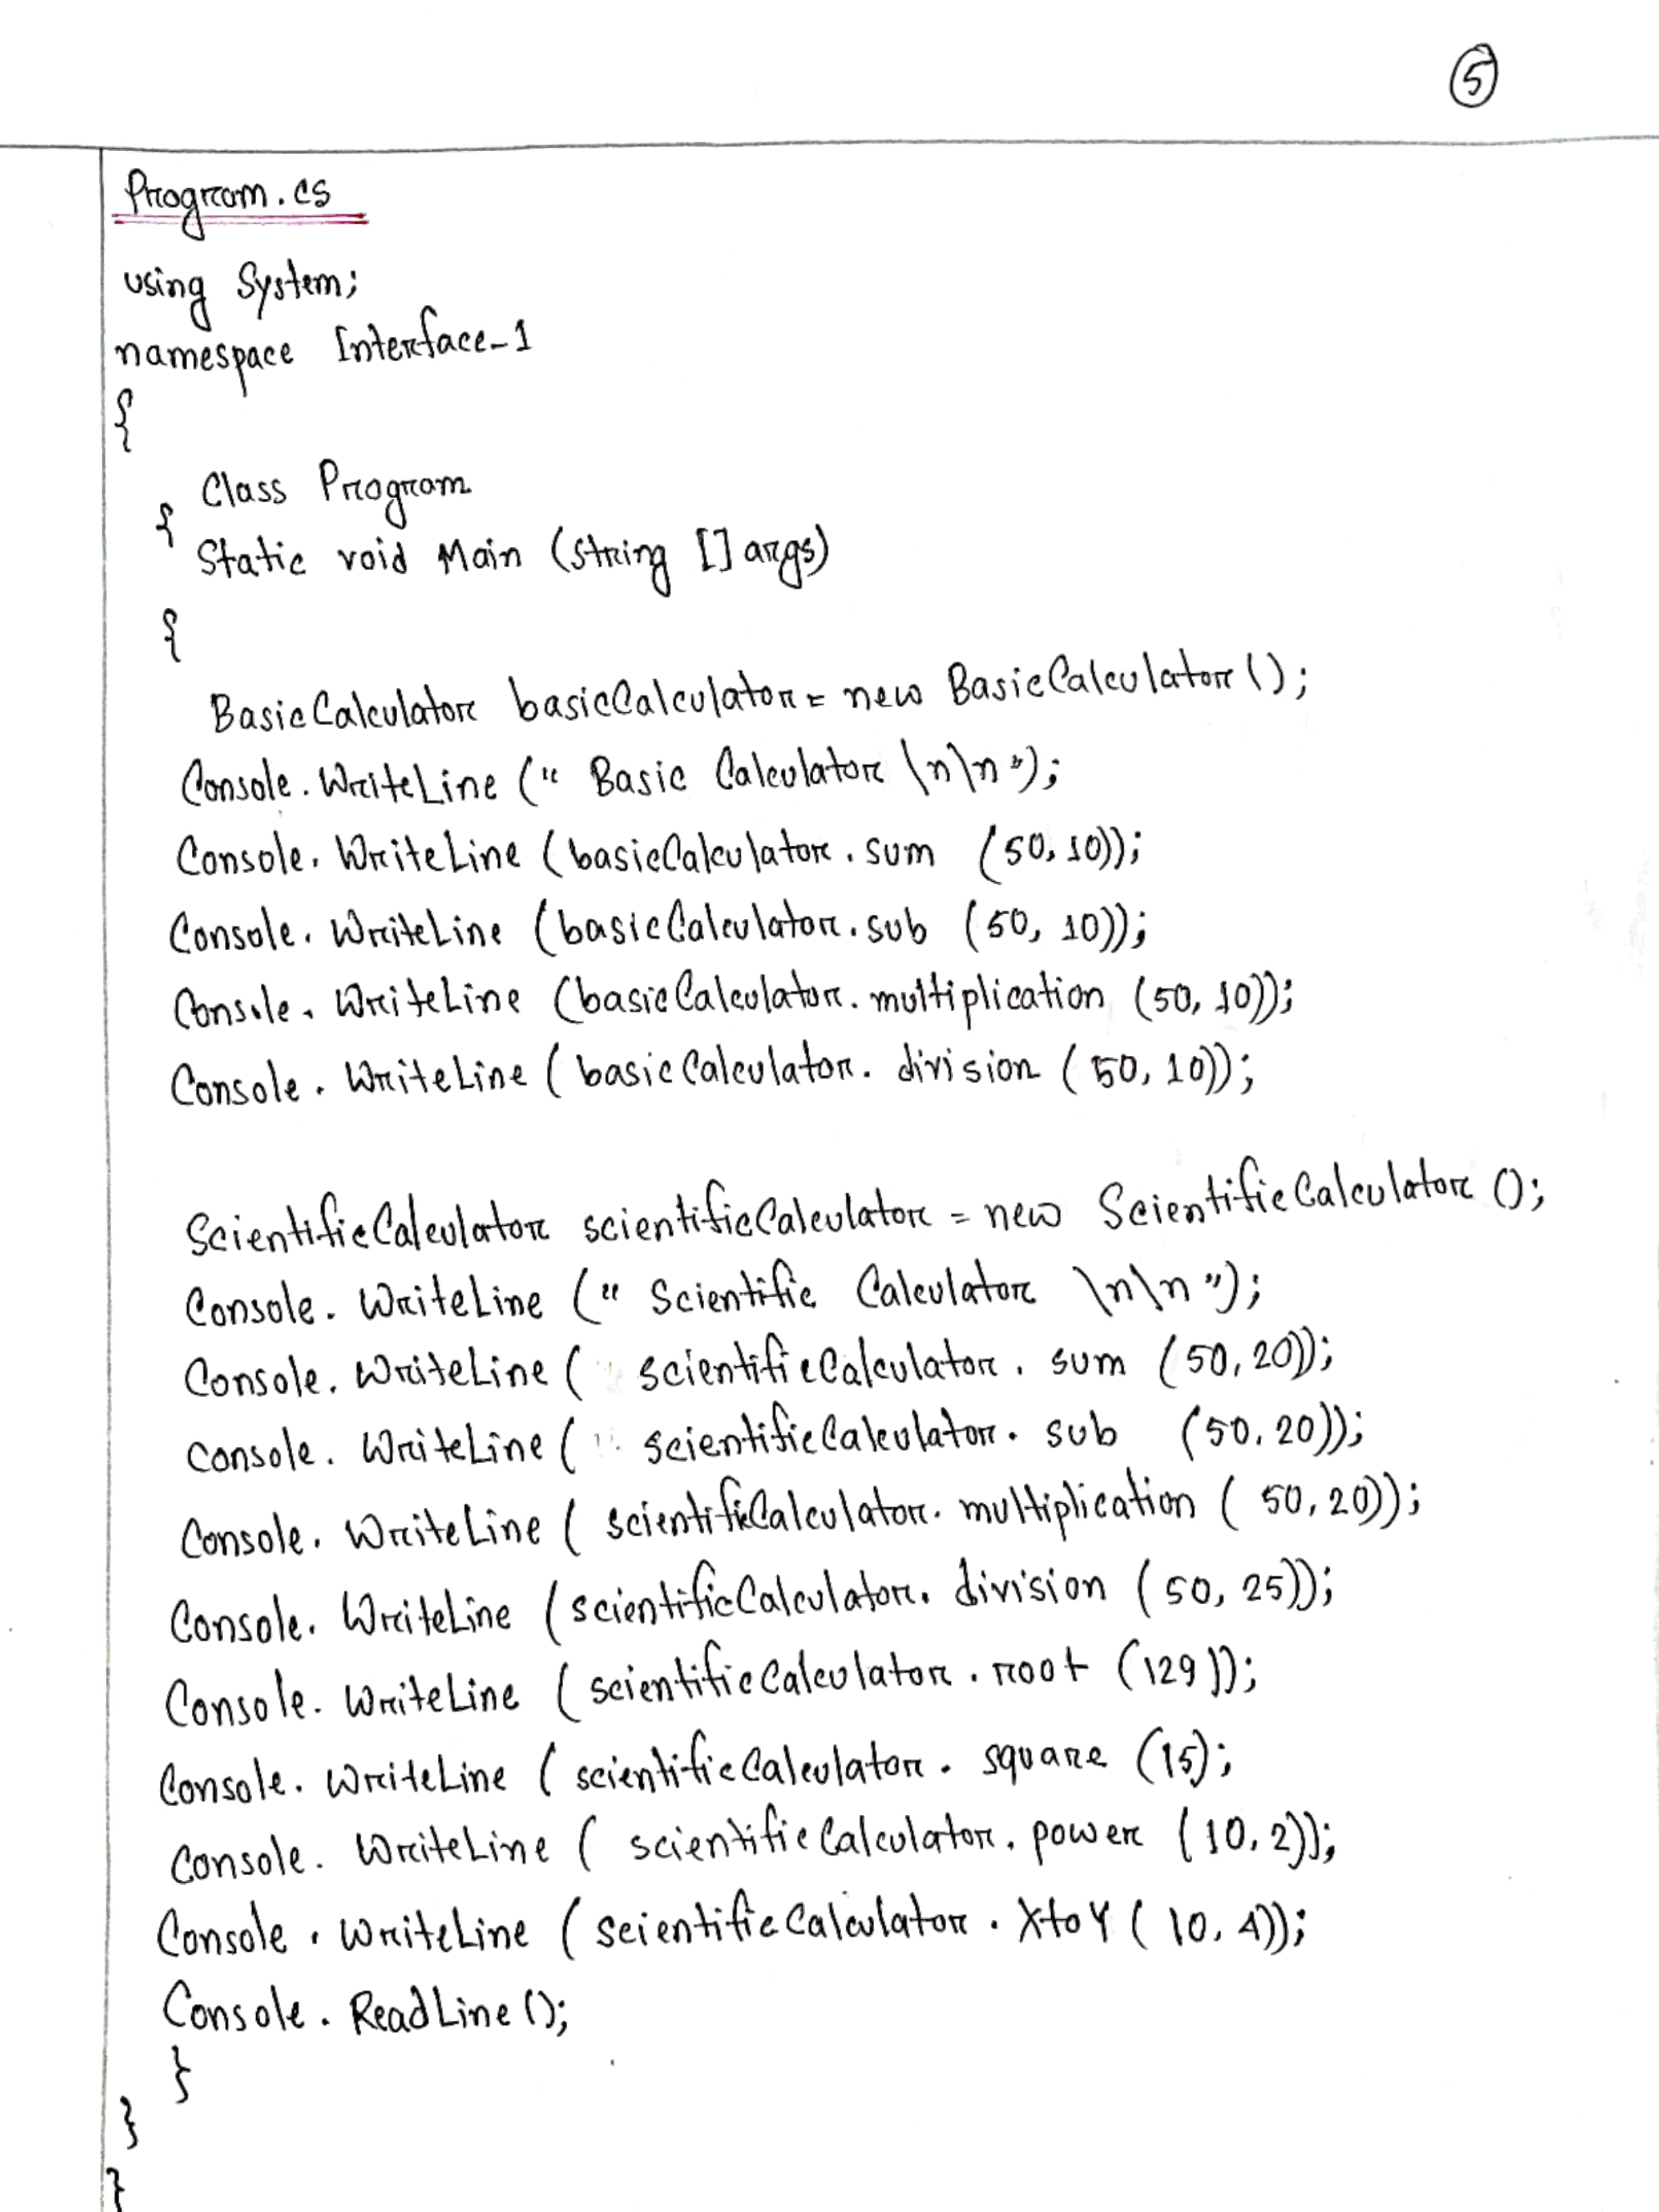 5
Program.cs
using System;
namespace Interface-1
{
Class Program
{
Static void Main (string [] args)
{
BasicCalculator basicCalculator = new BasicCalculator ();
Console. WriteLine (" Basic Calculator \n\n");
Console. WriteLine (basicCalculator. sum (50, 10));
Console. WriteLine (basicCalculator. sub (50, 10));
Console. WriteLine (basicCalculator. multiplication (50, 10));
Console. WriteLine ( basicCalculator. division ( 50, 10));
ScientificCalculator scientificCalculator = new ScientificCalculator ();
Console. WriteLine (" Scientific Calculator \n\n ");
Console. WriteLine ( scientificCalculator. sum (50, 20));
Console. WriteLine ( scientificCalculator. sub (50, 20));
Console. WriteLine ( scientificCalculator. multiplication ( 50, 20));
Console. WriteLine (scientificCalculator. division (50, 25));
Console. WriteLine ( scientificCalculator. root (129));
Console. WriteLine ( scientificCalculator. square (15);
Console. WriteLine ( scientificCalculator. power (10, 2));
Console. WriteLine ( scientificCalculator. XtoY ( 10, 4));
Console. ReadLine ();
}
}
}